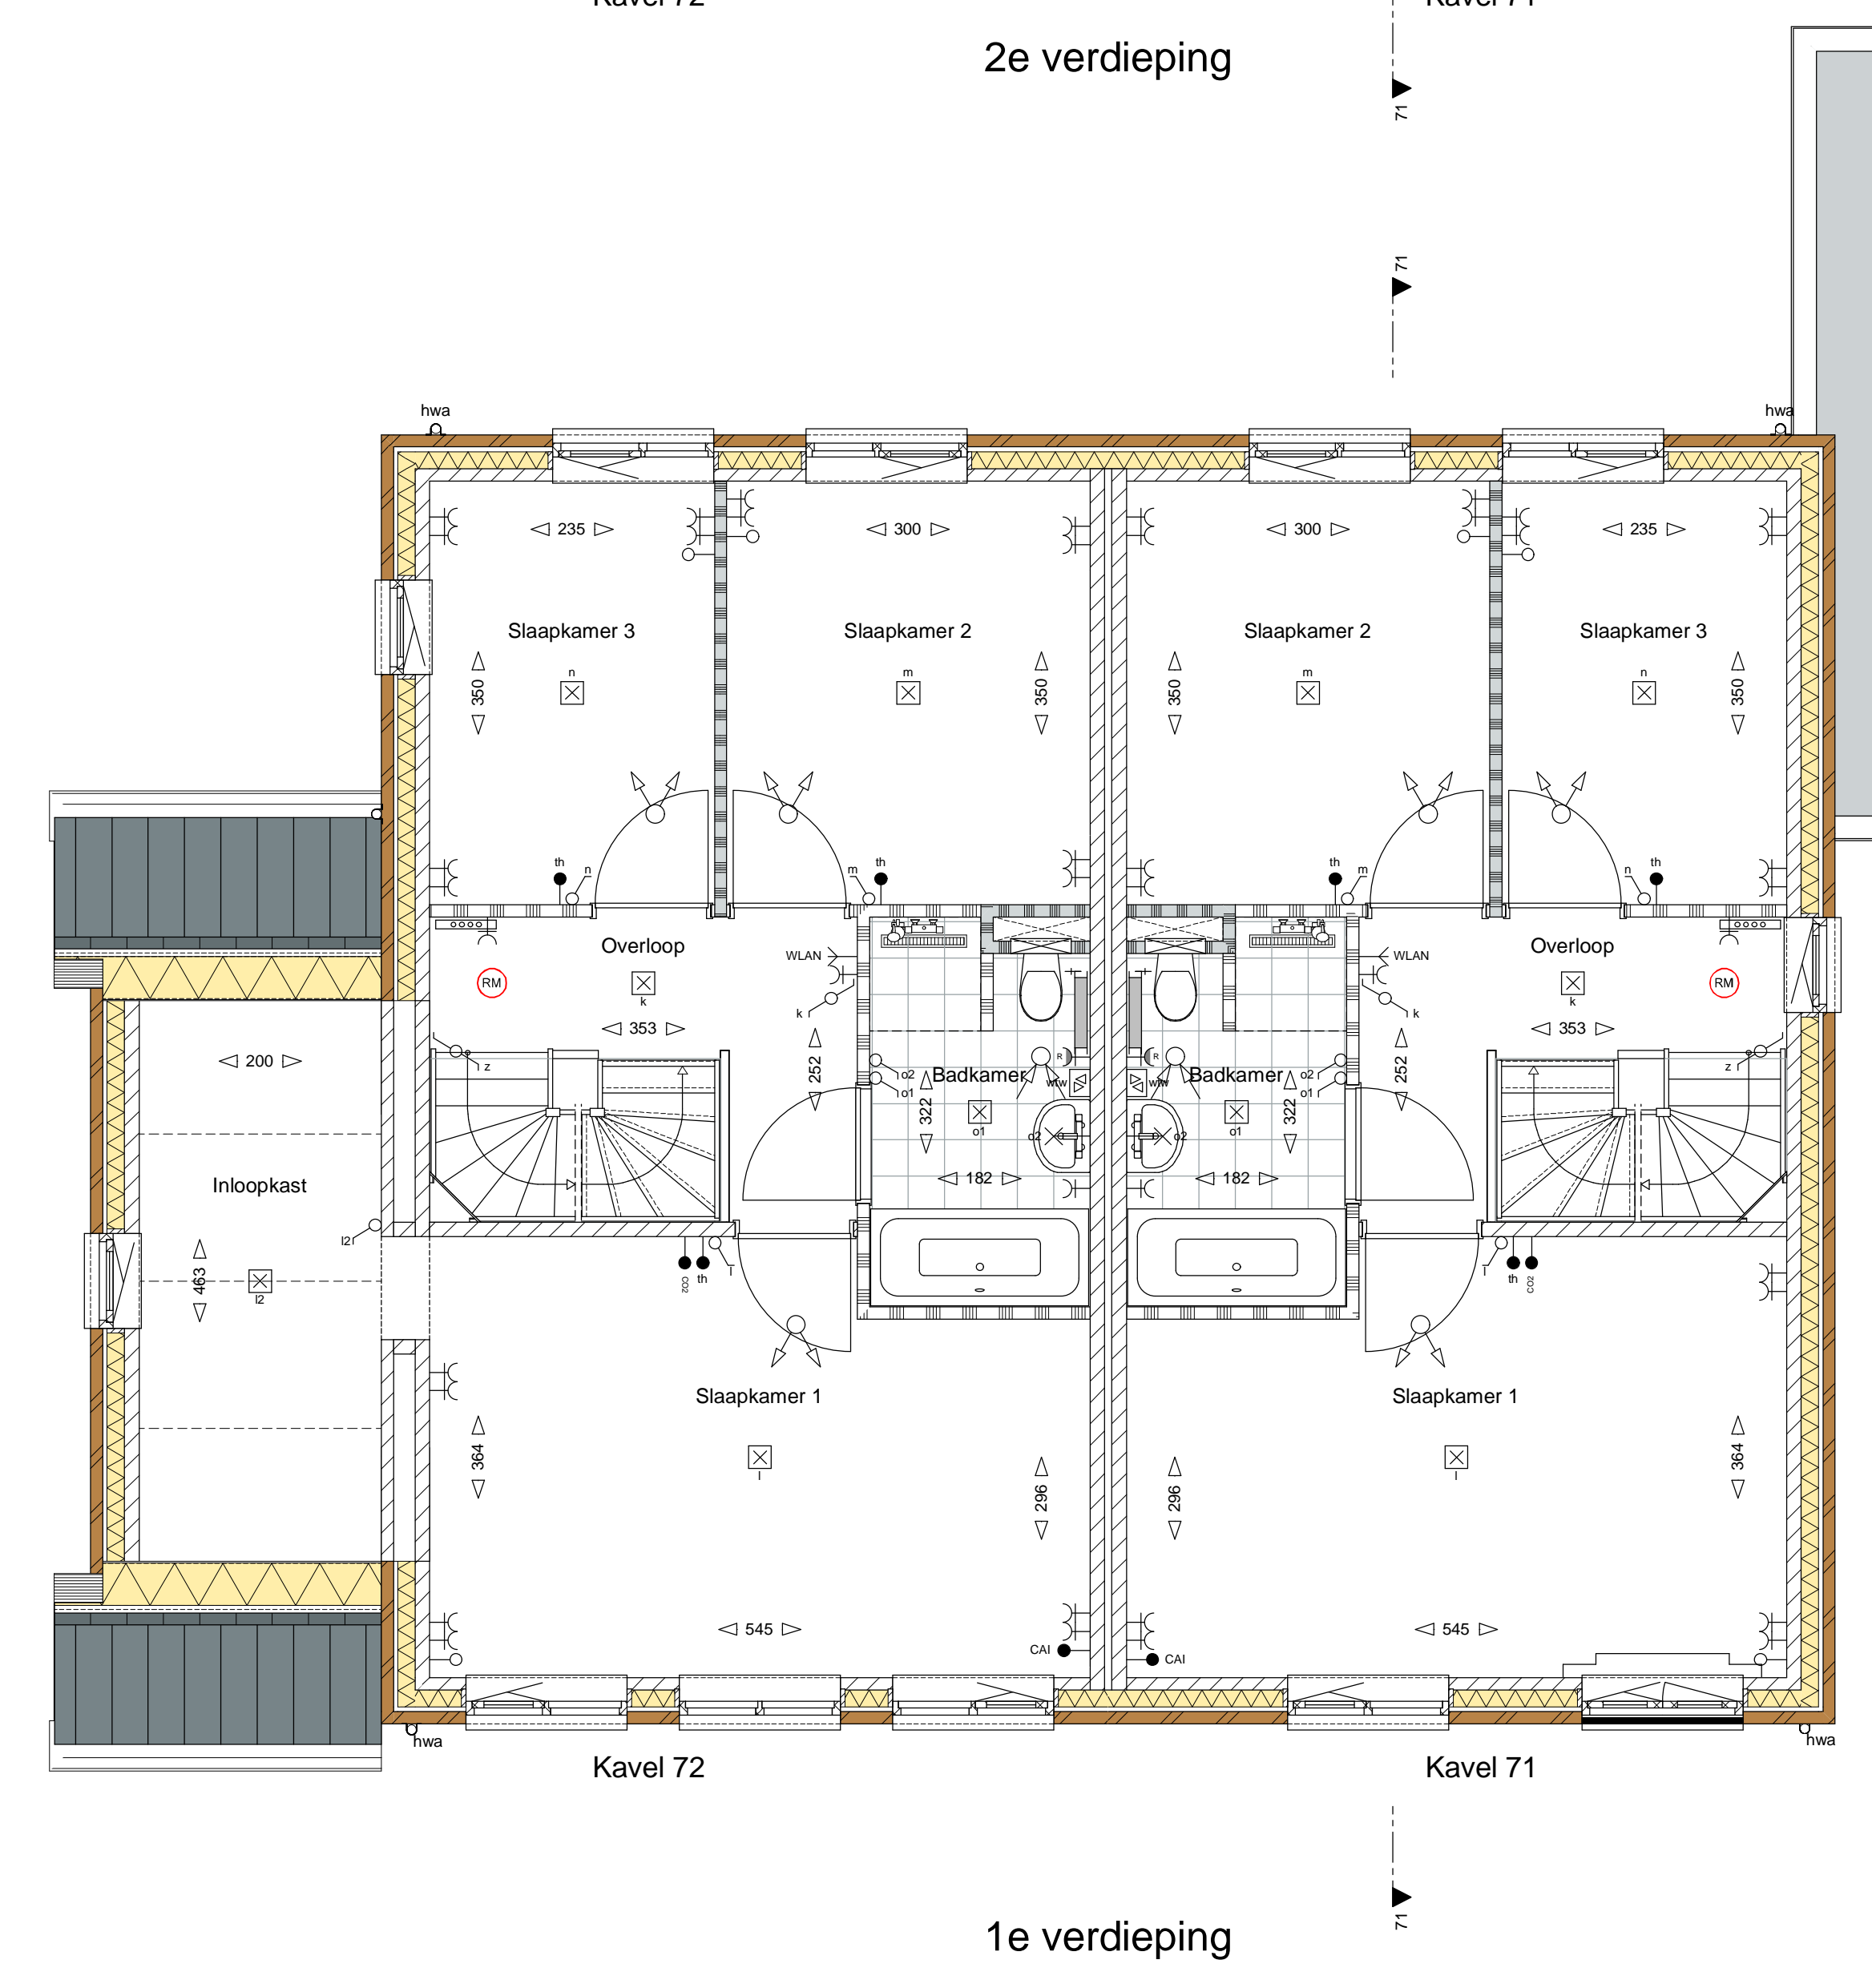 Kavel 72 Kavel 71
2e verdieping
71
71
hwa hwa
235 300 300 235
Slaapkamer 3 Slaapkamer 2 Slaapkamer 2 Slaapkamer 3
n m m n
350 350 350 350
th n m th th m n th
Overloop WLAN WLAN Overloop
RM k k k k RM
353 252 252 353
200 z R R z
o2 Badkamer wtw wtw Badkamer o2
o1 322 o1 o2 o2 o1 322 o1
182 182
Inloopkast
l2 463 l2
CO2 th l l th CO2
Slaapkamer 1 Slaapkamer 1
364 l 296 296 l 364
545 CAI CAI 545
hwa hwa
Kavel 72 Kavel 71
71
1e verdieping